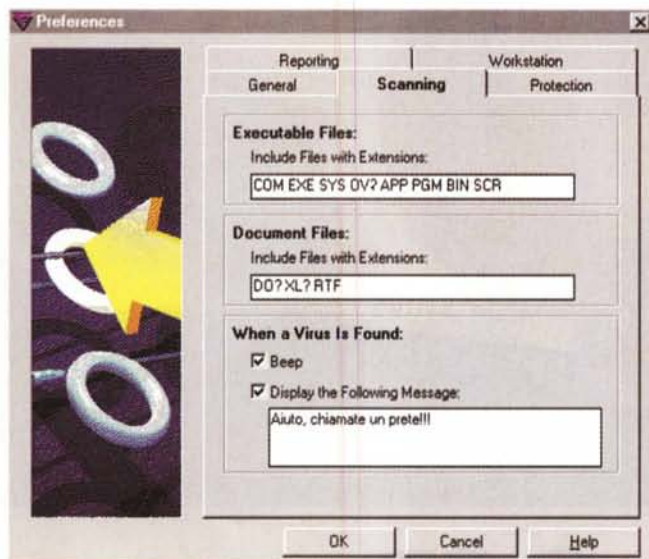 Preferences
Reporting Workstation
General Scanning Protection
Executable Files:
Include Files with Extensions:
COM EXE SYS OV? APP PGM BIN SCR
Document Files:
Include Files with Extensions:
DO? XL? RTF
When a Virus Is Found:
Beep
Display the Following Message:
Aiuto, chiamate un prete!!!
OK Cancel Help